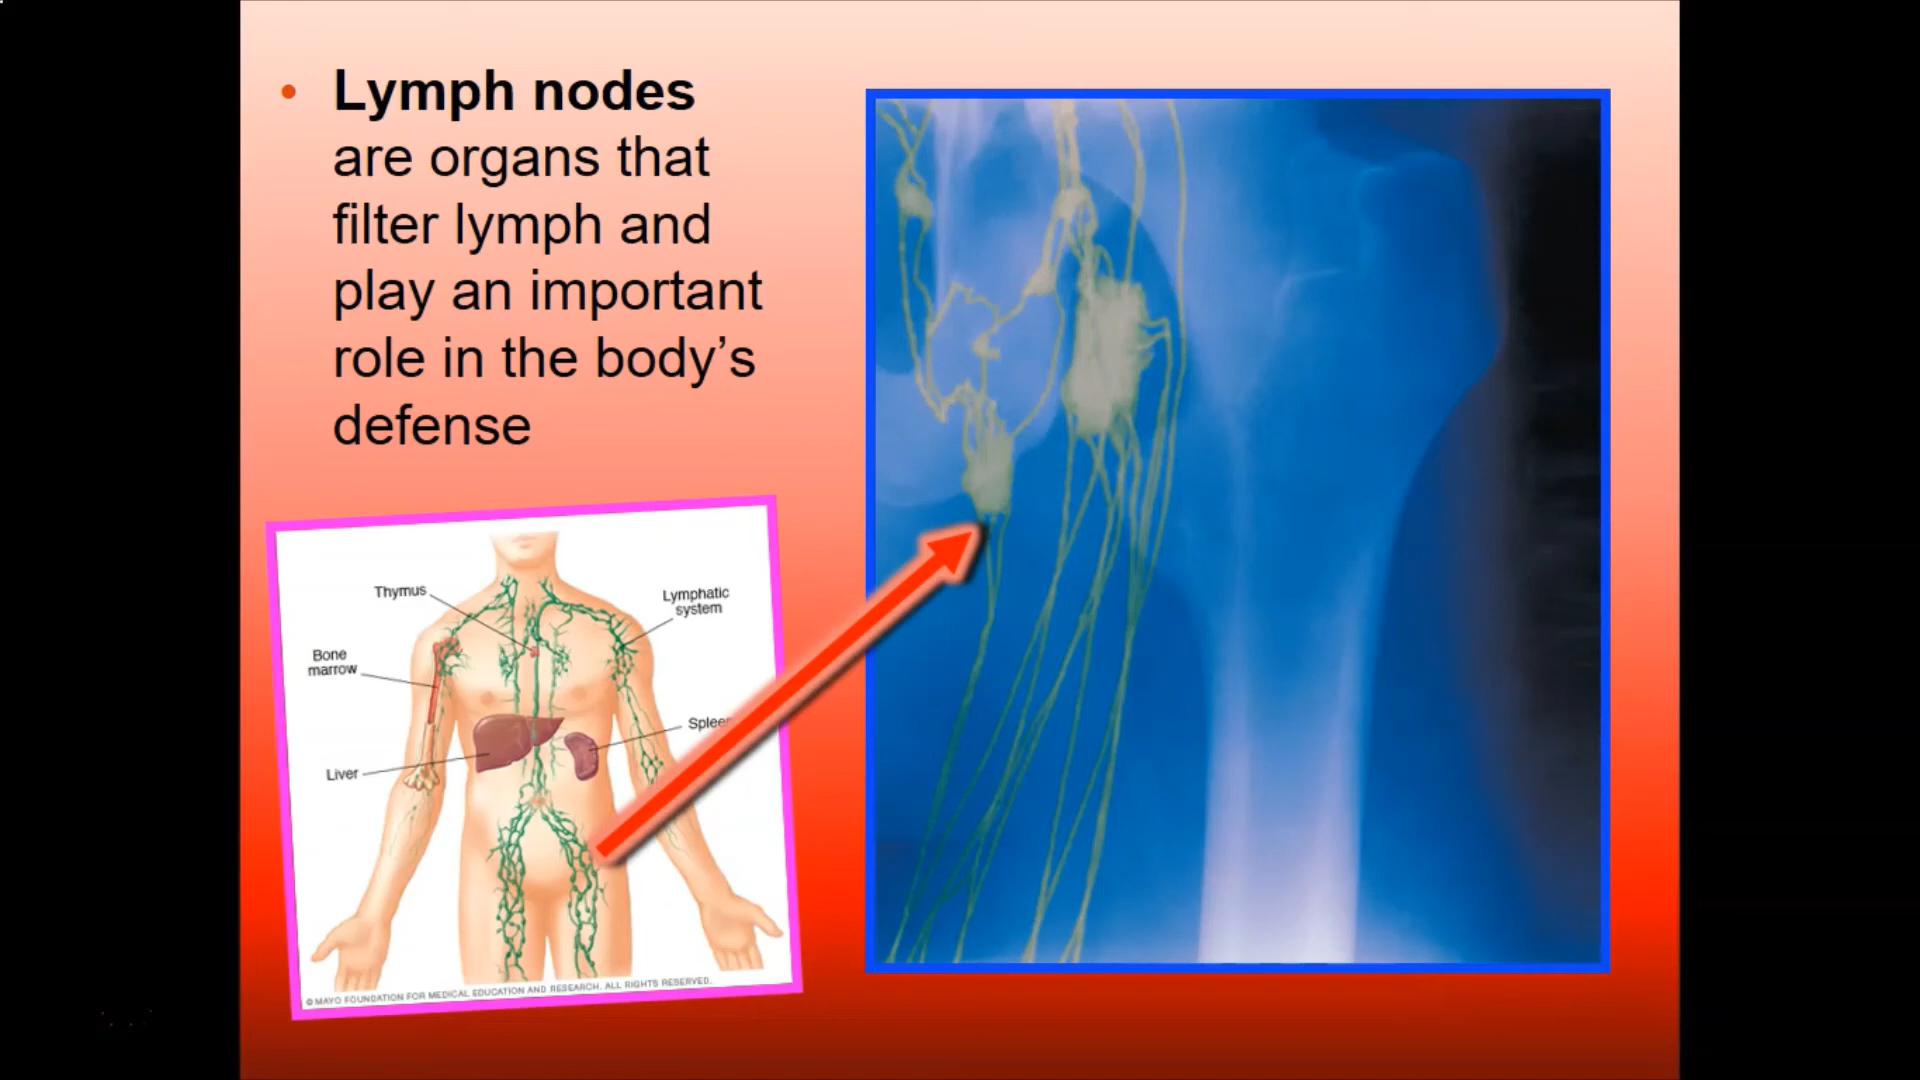 • Lymph nodes
are organs that
filter lymph and
play an important
role in the body’s
defense
Thymus
Lymphatic
system
Bone
marrow
Spleen
Liver
© MAYO FOUNDATION FOR MEDICAL EDUCATION AND RESEARCH. ALL RIGHTS RESERVED.